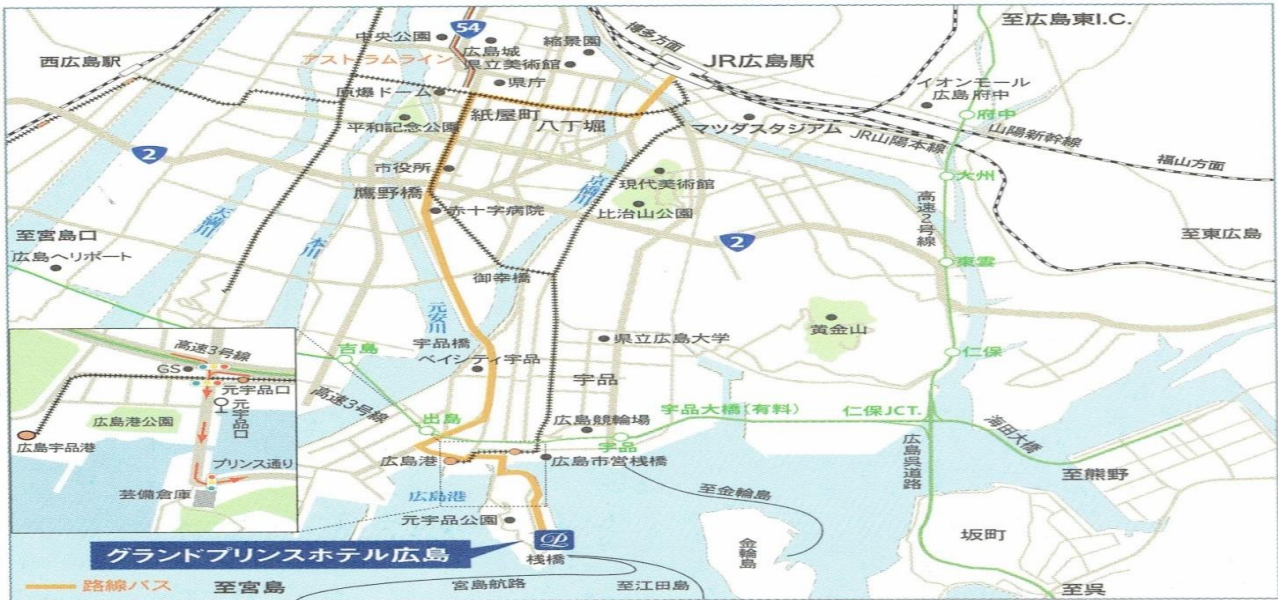 至広島東I.C.
54
中央公園
広島城
縮景園
博多方面
西広島駅
アストラムライン
県立美術館
JR広島駅
原爆ドーム
県庁
イオンモール
広島府中
府中
紙屋町
八丁堀
平和記念公園
マツダスタジアム
JR山陽本線
山陽新幹線
福山方面
2
市役所
京橋川
現代美術館
大州
鷹野橋
赤十字病院
比治山公園
高速2号線
天満川
本川
至宮島口
広島ヘリポート
2
至東広島
東雲
御幸橋
元安川
黄金山
宇品橋
県立広島大学
吉島
ベイシティ宇品
仁保
高速3号線
GS
元宇品口
元宇品口
広島港公園
広島宇品港
プリンス通り
芸備倉庫
高速3号線
宇品
出島
広島競輪場
宇品大橋(有料)
仁保JCT.
海田大橋
宇品
広島港
広島市営桟橋
広島呉道路
至熊野
至金輪島
広島港
元宇品公園
金輪島
坂町
グランドプリンスホテル広島
P
桟橋
路線バス
至宮島
宮島航路
至江田島
至呉